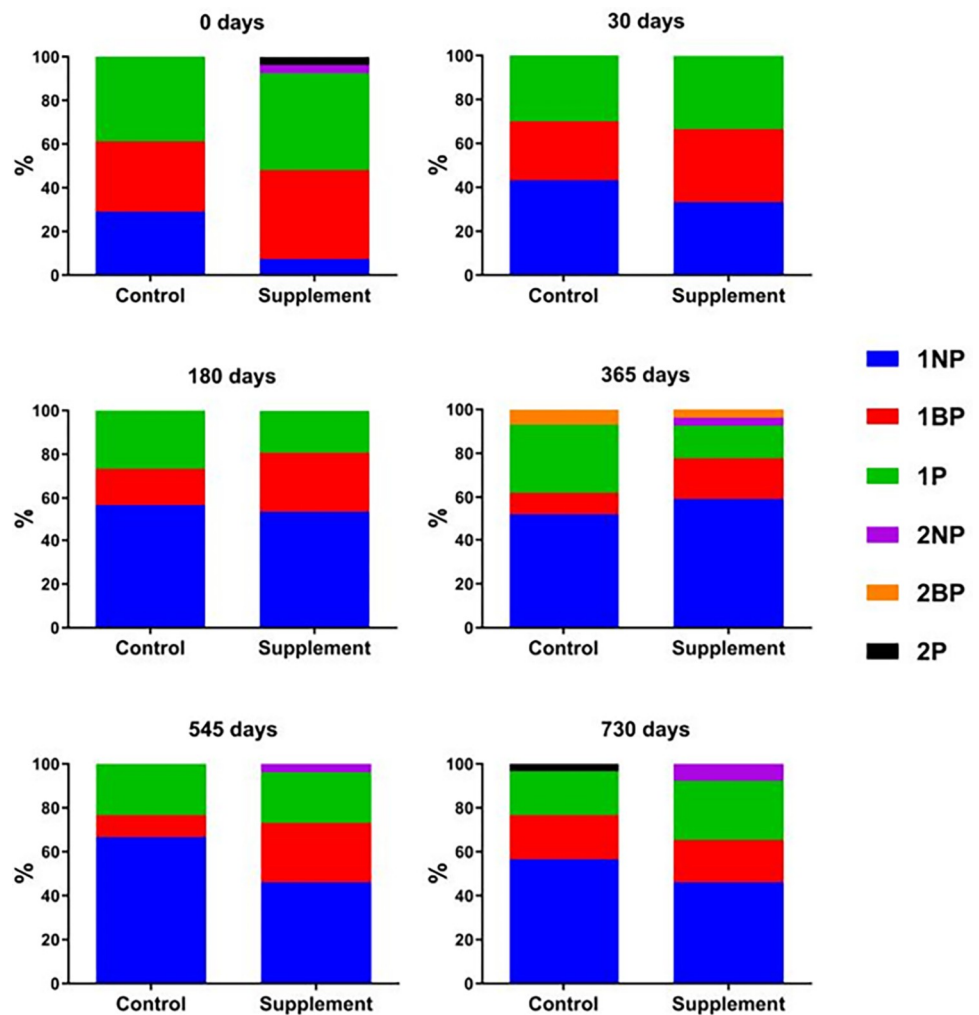 0 days
100
80
60
40
20
0
%
Control Supplement
30 days
100
80
60
40
20
0
%
Control Supplement
180 days
100
80
60
40
20
0
%
Control Supplement
365 days
100
80
60
40
20
0
%
Control Supplement
1NP
1BP
1P
2NP
2BP
2P
545 days
100
80
60
40
20
0
%
Control Supplement
730 days
100
80
60
40
20
0
%
Control Supplement